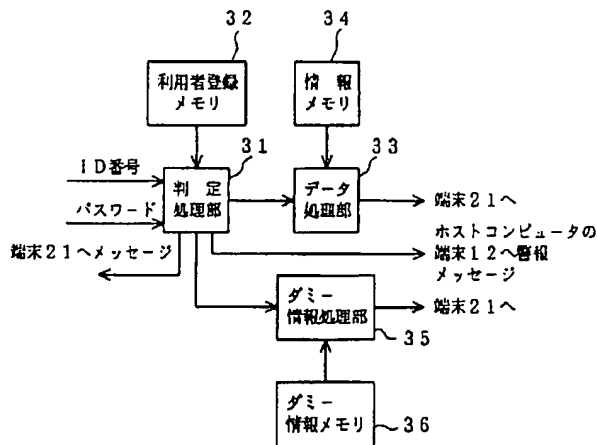 32
34
利用者登録
メモリ
情 報
メモリ
31
33
ID番号
パスワード
判 定
処理部
データ
処理部
端末21へ
端末21へメッセージ
ホストコンピュータの
端末12へ警報
メッセージ
ダミー
情報処理部
端末21へ
35
ダミー
情報メモリ
36